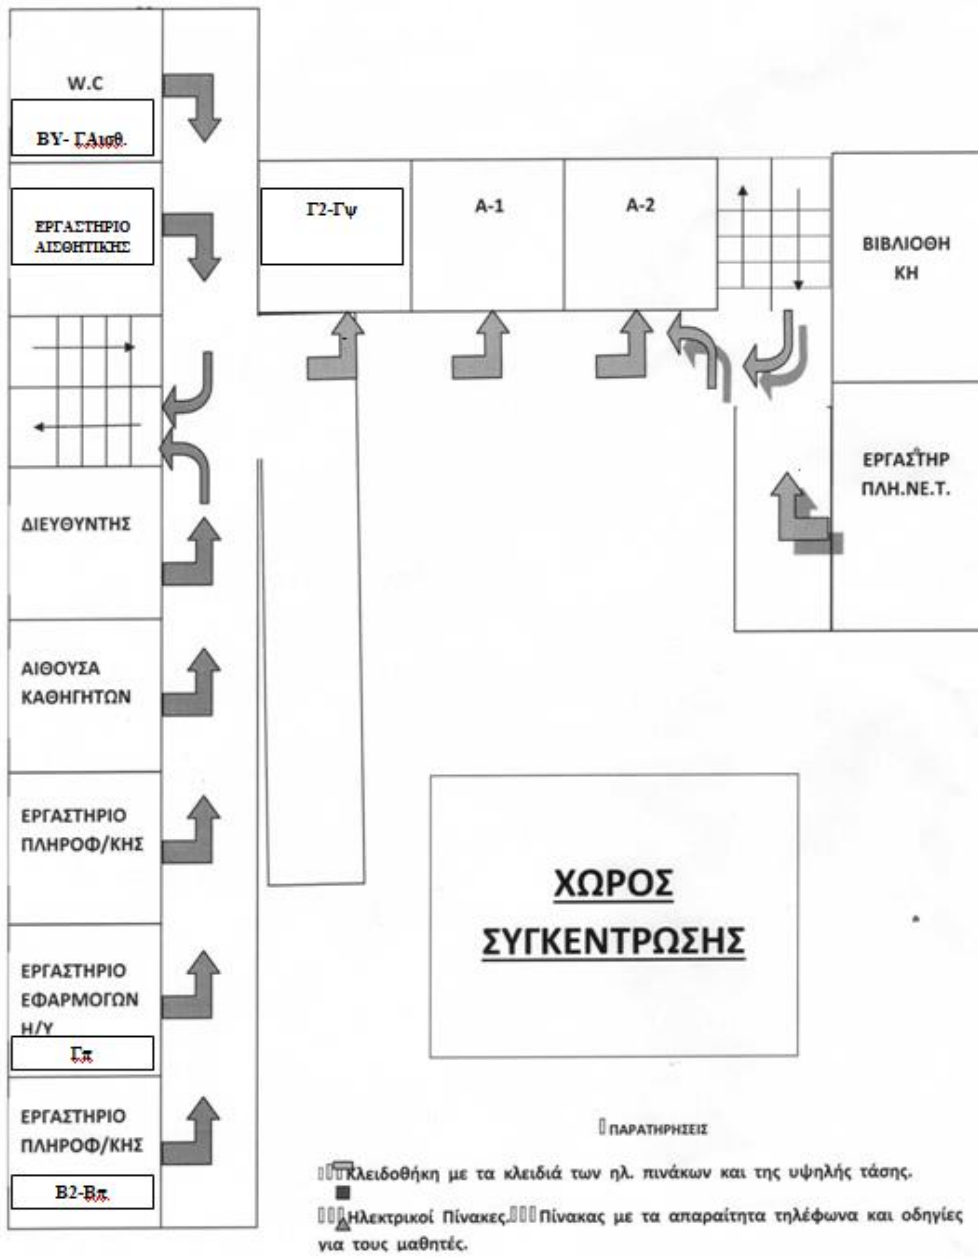 W.C
ΒΥ- ΓΑισθ.
ΕΡΓΑΣΤΗΡΙΟ
ΑΙΣΘΗΤΙΚΗΣ
Γ2-Γψ
Α-1
Α-2
ΒΙΒΛΙΟΘΗ
ΚΗ
ΕΡΓΑΣΤΗΡ
ΠΛΗ.ΝΕ.Τ.
ΔΙΕΥΘΥΝΤΗΣ
ΑΙΘΟΥΣΑ
ΚΑΘΗΓΗΤΩΝ
ΕΡΓΑΣΤΗΡΙΟ
ΠΛΗΡΟΦ/ΚΗΣ
ΕΡΓΑΣΤΗΡΙΟ
ΕΦΑΡΜΟΓΩΝ
Η/Υ
Γπ
ΕΡΓΑΣΤΗΡΙΟ
ΠΛΗΡΟΦ/ΚΗΣ
Β2-Βπ
ΧΩΡΟΣ
ΣΥΓΚΕΝΤΡΩΣΗΣ
ΠΑΡΑΤΗΡΗΣΕΙΣ
Κλειδοθήκη με τα κλειδιά των ηλ. πινάκων και της υψηλής τάσης.
Ηλεκτρικοί Πίνακες. Πίνακας με τα απαραίτητα τηλέφωνα και οδηγίες
για τους μαθητές.